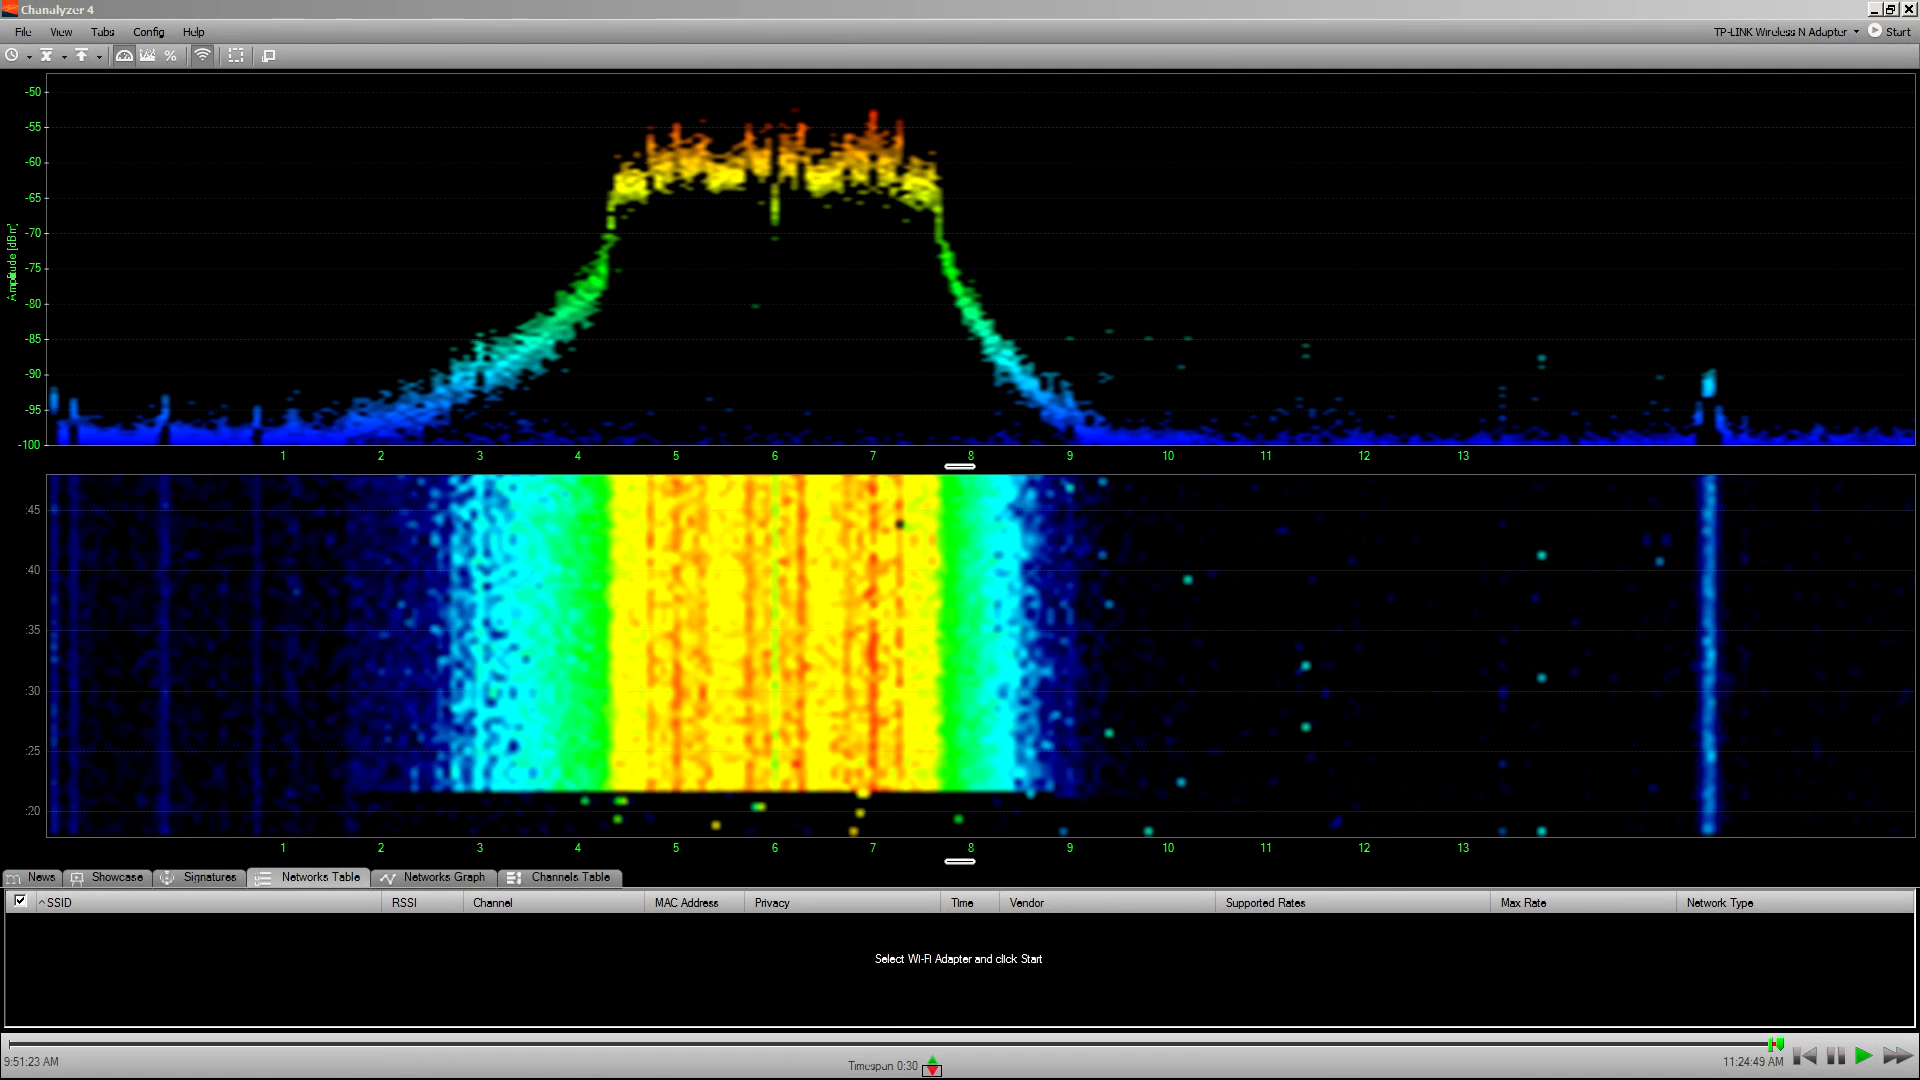 Chanalyzer 4
File View Tabs Config Help
TP-LINK Wireless N Adapter Start
%
-50
-55
-60
-65
-70
-75
-80
-85
-90
-95
-100
Amplitude [dBm]
1 2 3 4 5 6 7 8 9 10 11 12 13
:45
:40
:35
:30
:25
:20
1 2 3 4 5 6 7 8 9 10 11 12 13
News Showcase Signatures Networks Table Networks Graph Channels Table
SSID RSSI Channel MAC Address Privacy Time Vendor Supported Rates Max Rate Network Type
Select Wi-Fi Adapter and click Start
9:51:23 AM Timespan 0:30 11:24:49 AM